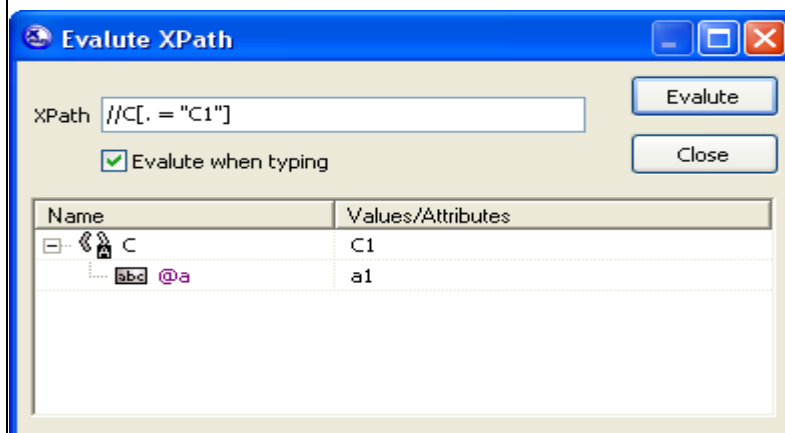 Evalute XPath
Evalute
XPath //C[. = "C1"]
Evalute when typing
Close
Name Values/Attributes
C C1
abc @a a1